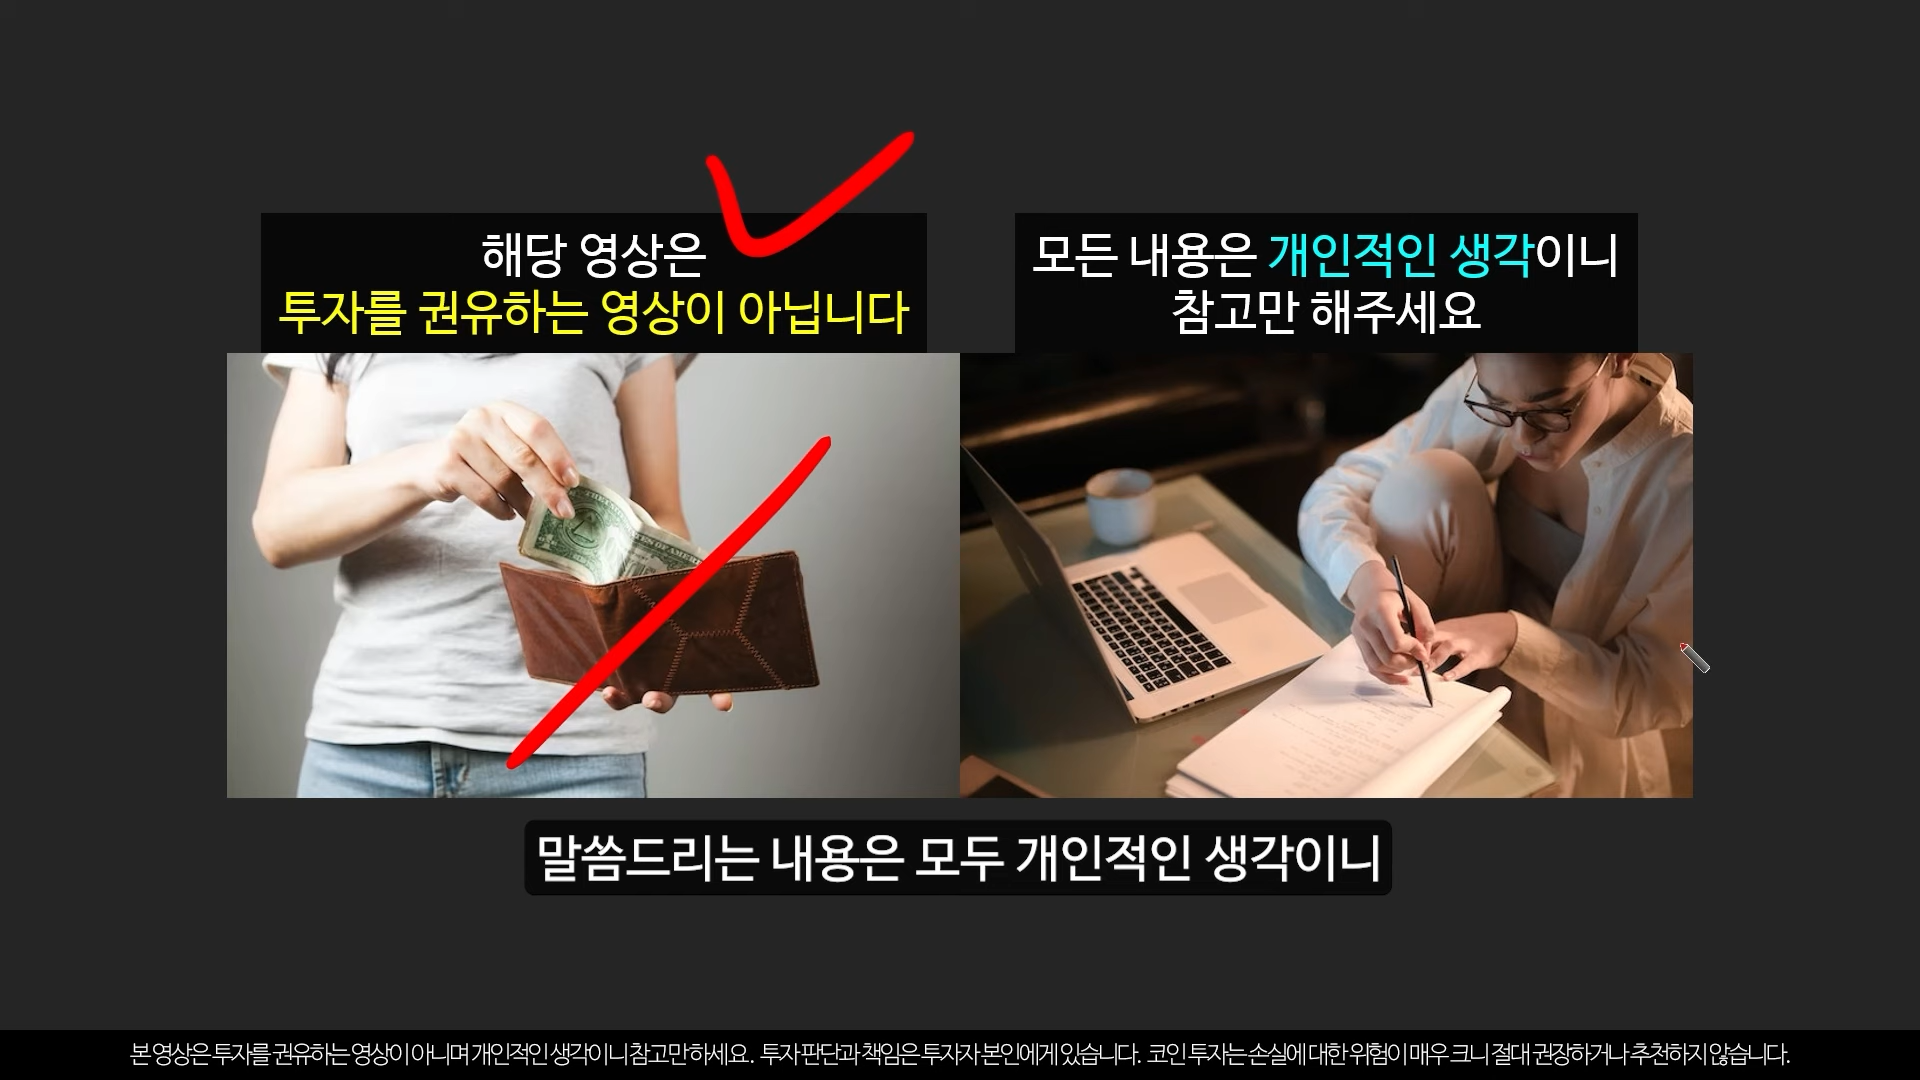 해당 영상은
투자를 권유하는 영상이 아닙니다
모든 내용은 개인적인 생각이니
참고만 해주세요
말씀드리는 내용은 모두 개인적인 생각이니
본 영상은 투자를 권유하는 영상이 아니며 개인적인 생각이니 참고만 하세요. 투자 판단과 책임은 투자자 본인에게 있습니다. 코인 투자는 손실에 대한 위험이 매우 크니 절대 권장하거나 추천하지 않습니다.